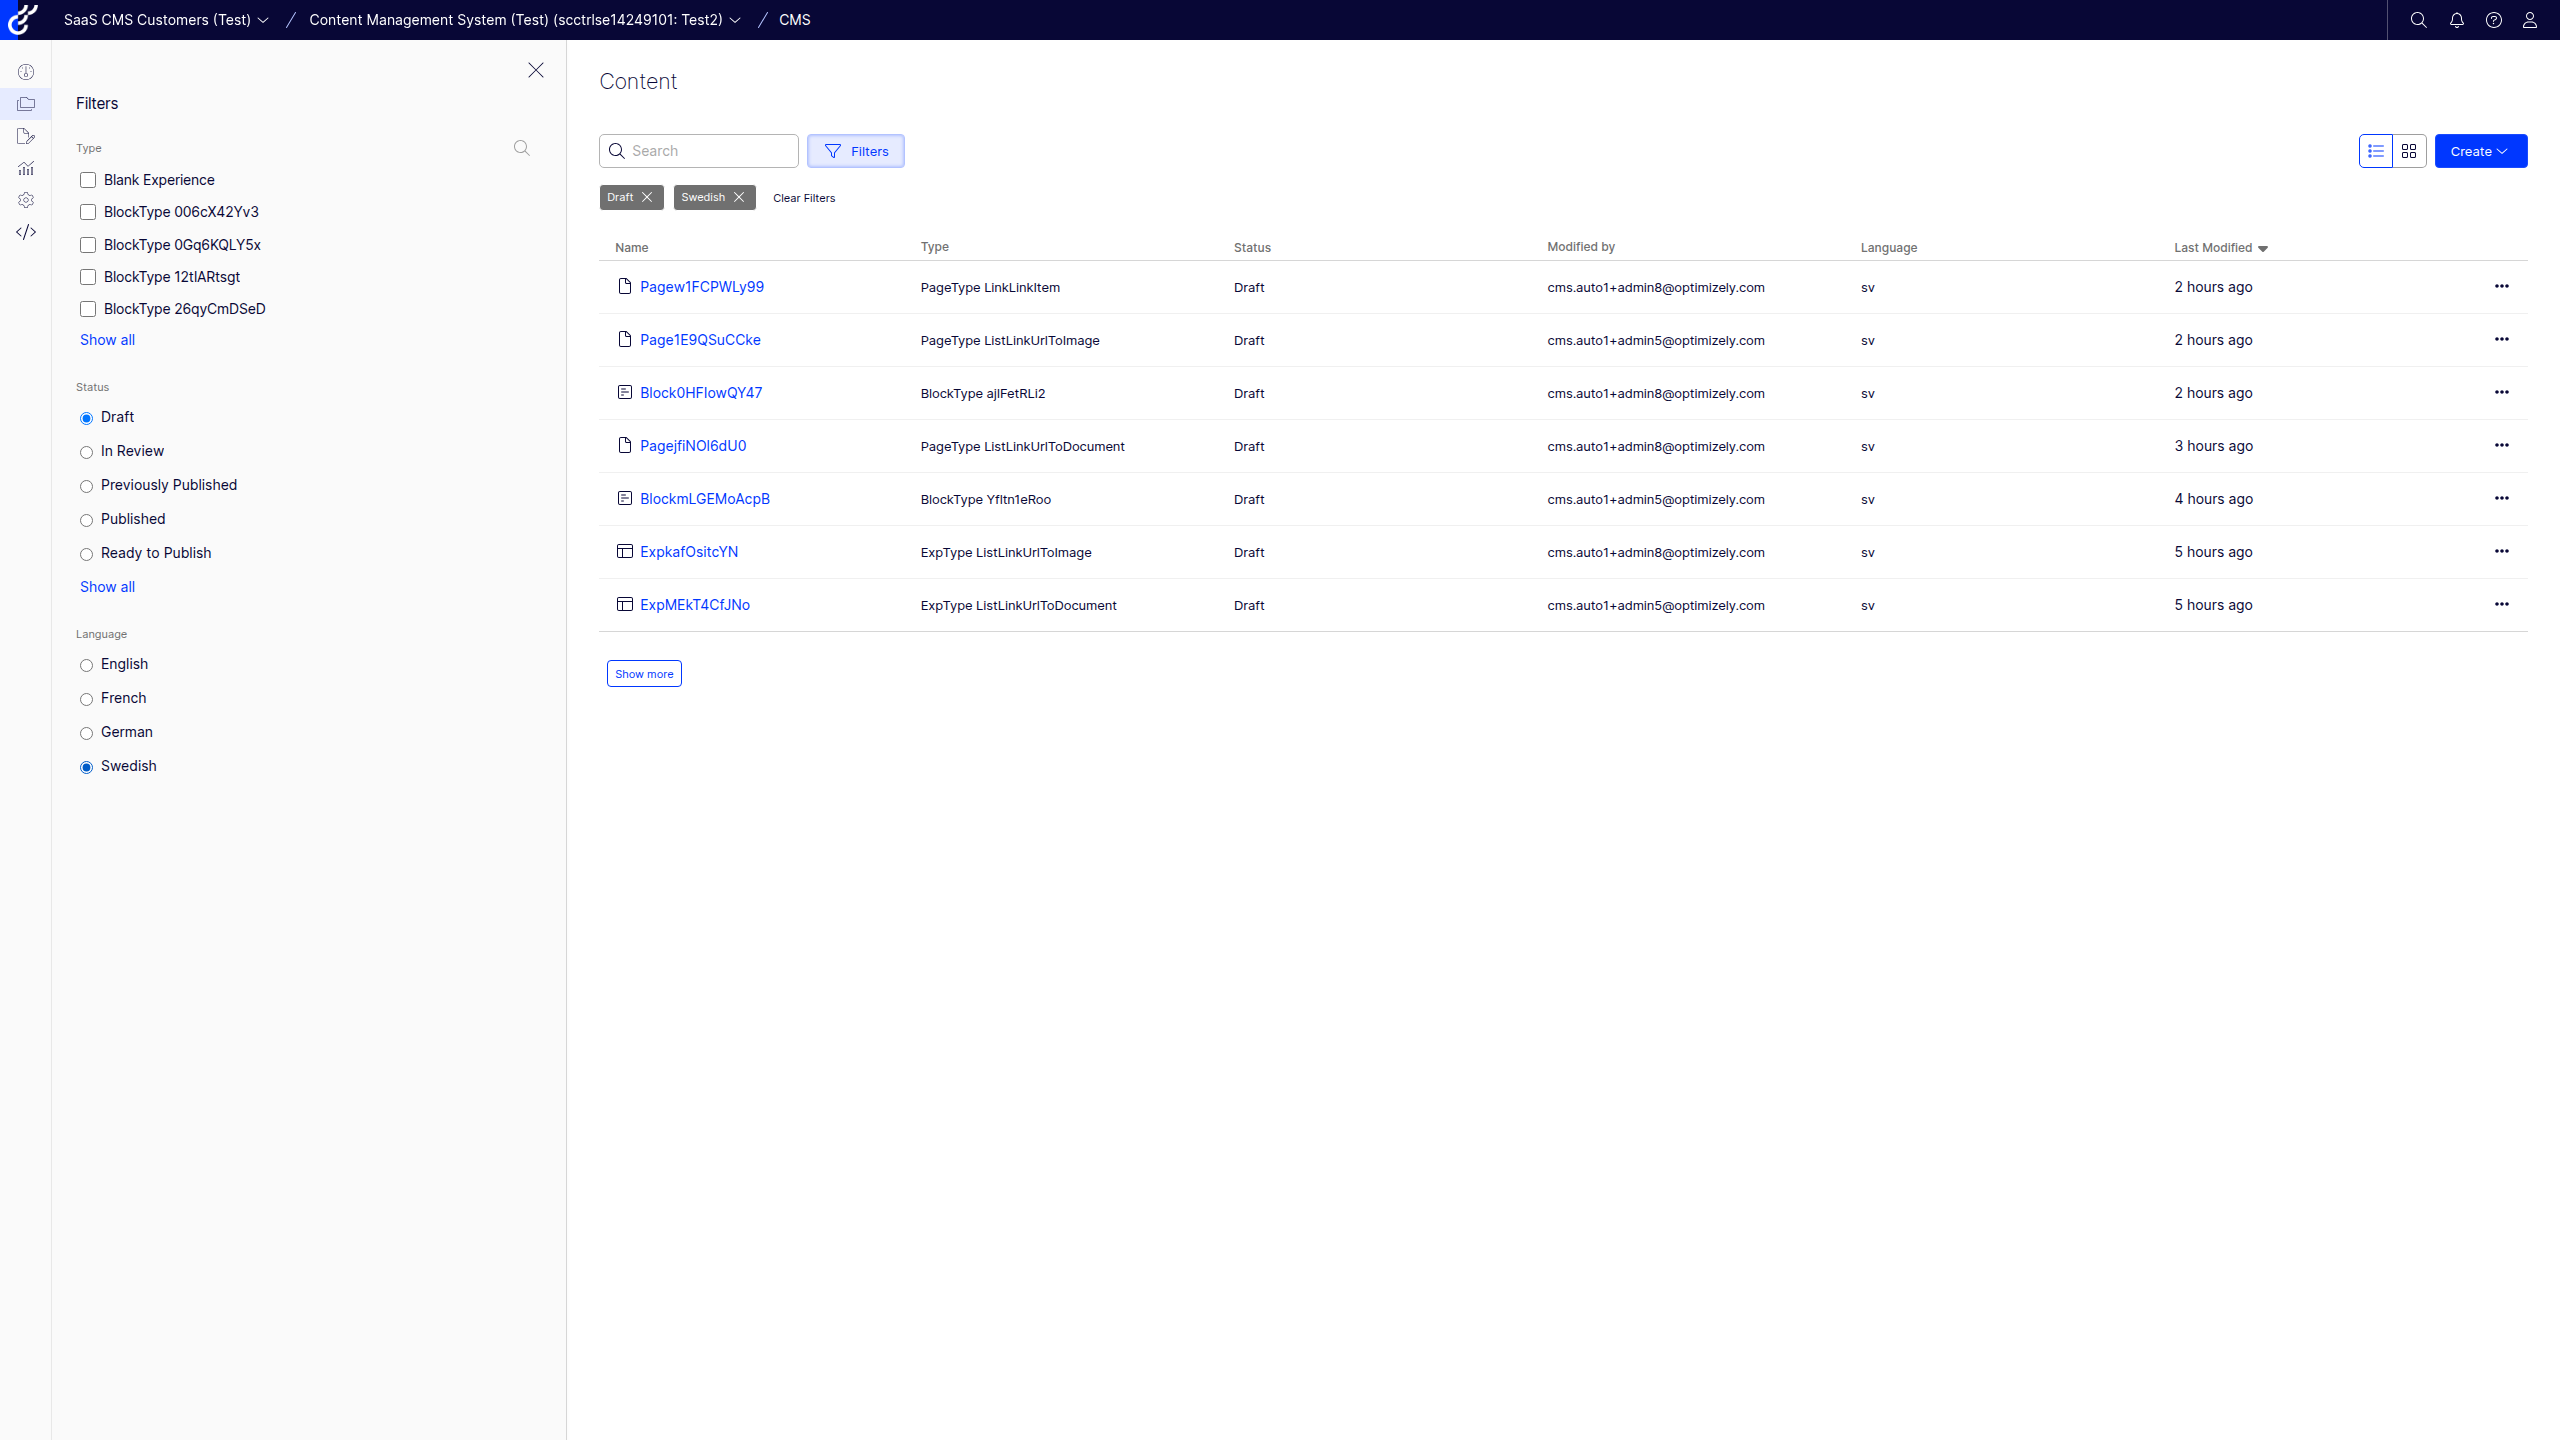 SaaS CMS Customers (Test) / Content Management System (Test) (scctrlse14249101: Test2) / CMS
Filters
Type
Blank Experience
BlockType 006cX42Yv3
BlockType 0Gq6KQLY5x
BlockType 12tIARtsgt
BlockType 26qyCmDSeD
Show all
Status
Draft
In Review
Previously Published
Published
Ready to Publish
Show all
Language
English
French
German
Swedish
Content
Search Filters Create
Draft Swedish Clear Filters
Name Type Status Modified by Language Last Modified
Pagew1FCPWLy99 PageType LinkLinkItem Draft cms.auto1+admin8@optimizely.com sv 2 hours ago
Page1E9QSuCCke PageType ListLinkUrlToImage Draft cms.auto1+admin5@optimizely.com sv 2 hours ago
Block0HFlowQY47 BlockType ajlFetRLi2 Draft cms.auto1+admin8@optimizely.com sv 2 hours ago
PagejfiNOl6dU0 PageType ListLinkUrlToDocument Draft cms.auto1+admin8@optimizely.com sv 3 hours ago
BlockmLGEMoAcpB BlockType Yfltn1eRoo Draft cms.auto1+admin5@optimizely.com sv 4 hours ago
ExpkafOsitcYN ExpType ListLinkUrlToImage Draft cms.auto1+admin8@optimizely.com sv 5 hours ago
ExpMEkT4CfJNo ExpType ListLinkUrlToDocument Draft cms.auto1+admin5@optimizely.com sv 5 hours ago
Show more